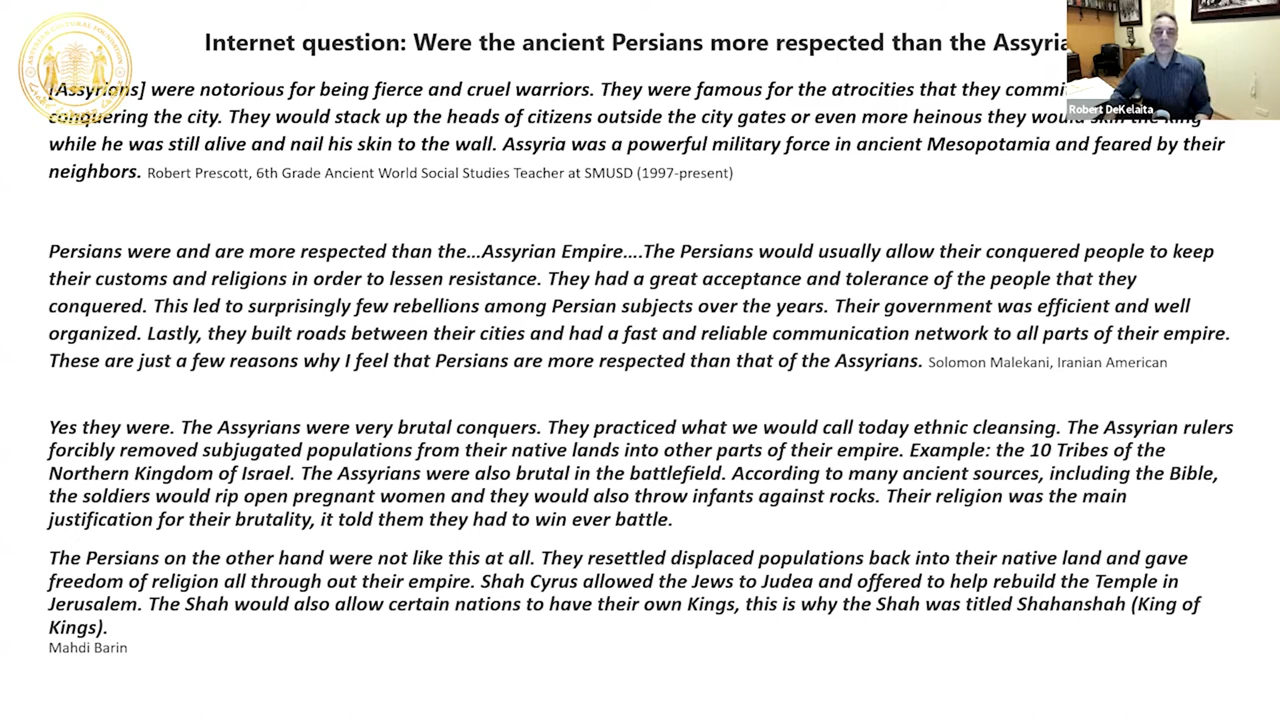 Internet question: Were the ancient Persians more respected than the Assyria
[Assyrians] were notorious for being fierce and cruel warriors. They were famous for the atrocities that they commi
Robert DeKelaita
conquering the city. They would stack up the heads of citizens outside the city gates or even more heinous they would skin the king
while he was still alive and nail his skin to the wall. Assyria was a powerful military force in ancient Mesopotamia and feared by their
neighbors. Robert Prescott, 6th Grade Ancient World Social Studies Teacher at SMUSD (1997-present)
Persians were and are more respected than the…Assyrian Empire….The Persians would usually allow their conquered people to keep
their customs and religions in order to lessen resistance. They had a great acceptance and tolerance of the people that they
conquered. This led to surprisingly few rebellions among Persian subjects over the years. Their government was efficient and well
organized. Lastly, they built roads between their cities and had a fast and reliable communication network to all parts of their empire.
These are just a few reasons why I feel that Persians are more respected than that of the Assyrians. Solomon Malekani, Iranian American
Yes they were. The Assyrians were very brutal conquers. They practiced what we would call today ethnic cleansing. The Assyrian rulers
forcibly removed subjugated populations from their native lands into other parts of their empire. Example: the 10 Tribes of the
Northern Kingdom of Israel. The Assyrians were also brutal in the battlefield. According to many ancient sources, including the Bible,
the soldiers would rip open pregnant women and they would also throw infants against rocks. Their religion was the main
justification for their brutality, it told them they had to win ever battle.
The Persians on the other hand were not like this at all. They resettled displaced populations back into their native land and gave
freedom of religion all through out their empire. Shah Cyrus allowed the Jews to Judea and offered to help rebuild the Temple in
Jerusalem. The Shah would also allow certain nations to have their own Kings, this is why the Shah was titled Shahanshah (King of
Kings).
Mahdi Barin